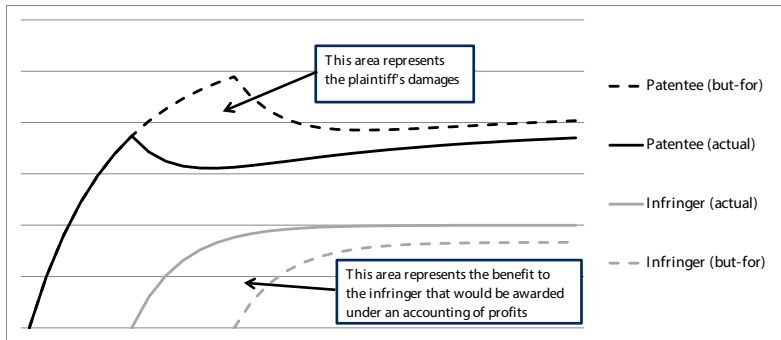 This area represents
the plaintiff's damages
Patentee (but-for)
Patentee (actual)
Infringer (actual)
Infringer (but-for)
This area represents the benefit to
the infringer that would be awarded
under an accounting of profits